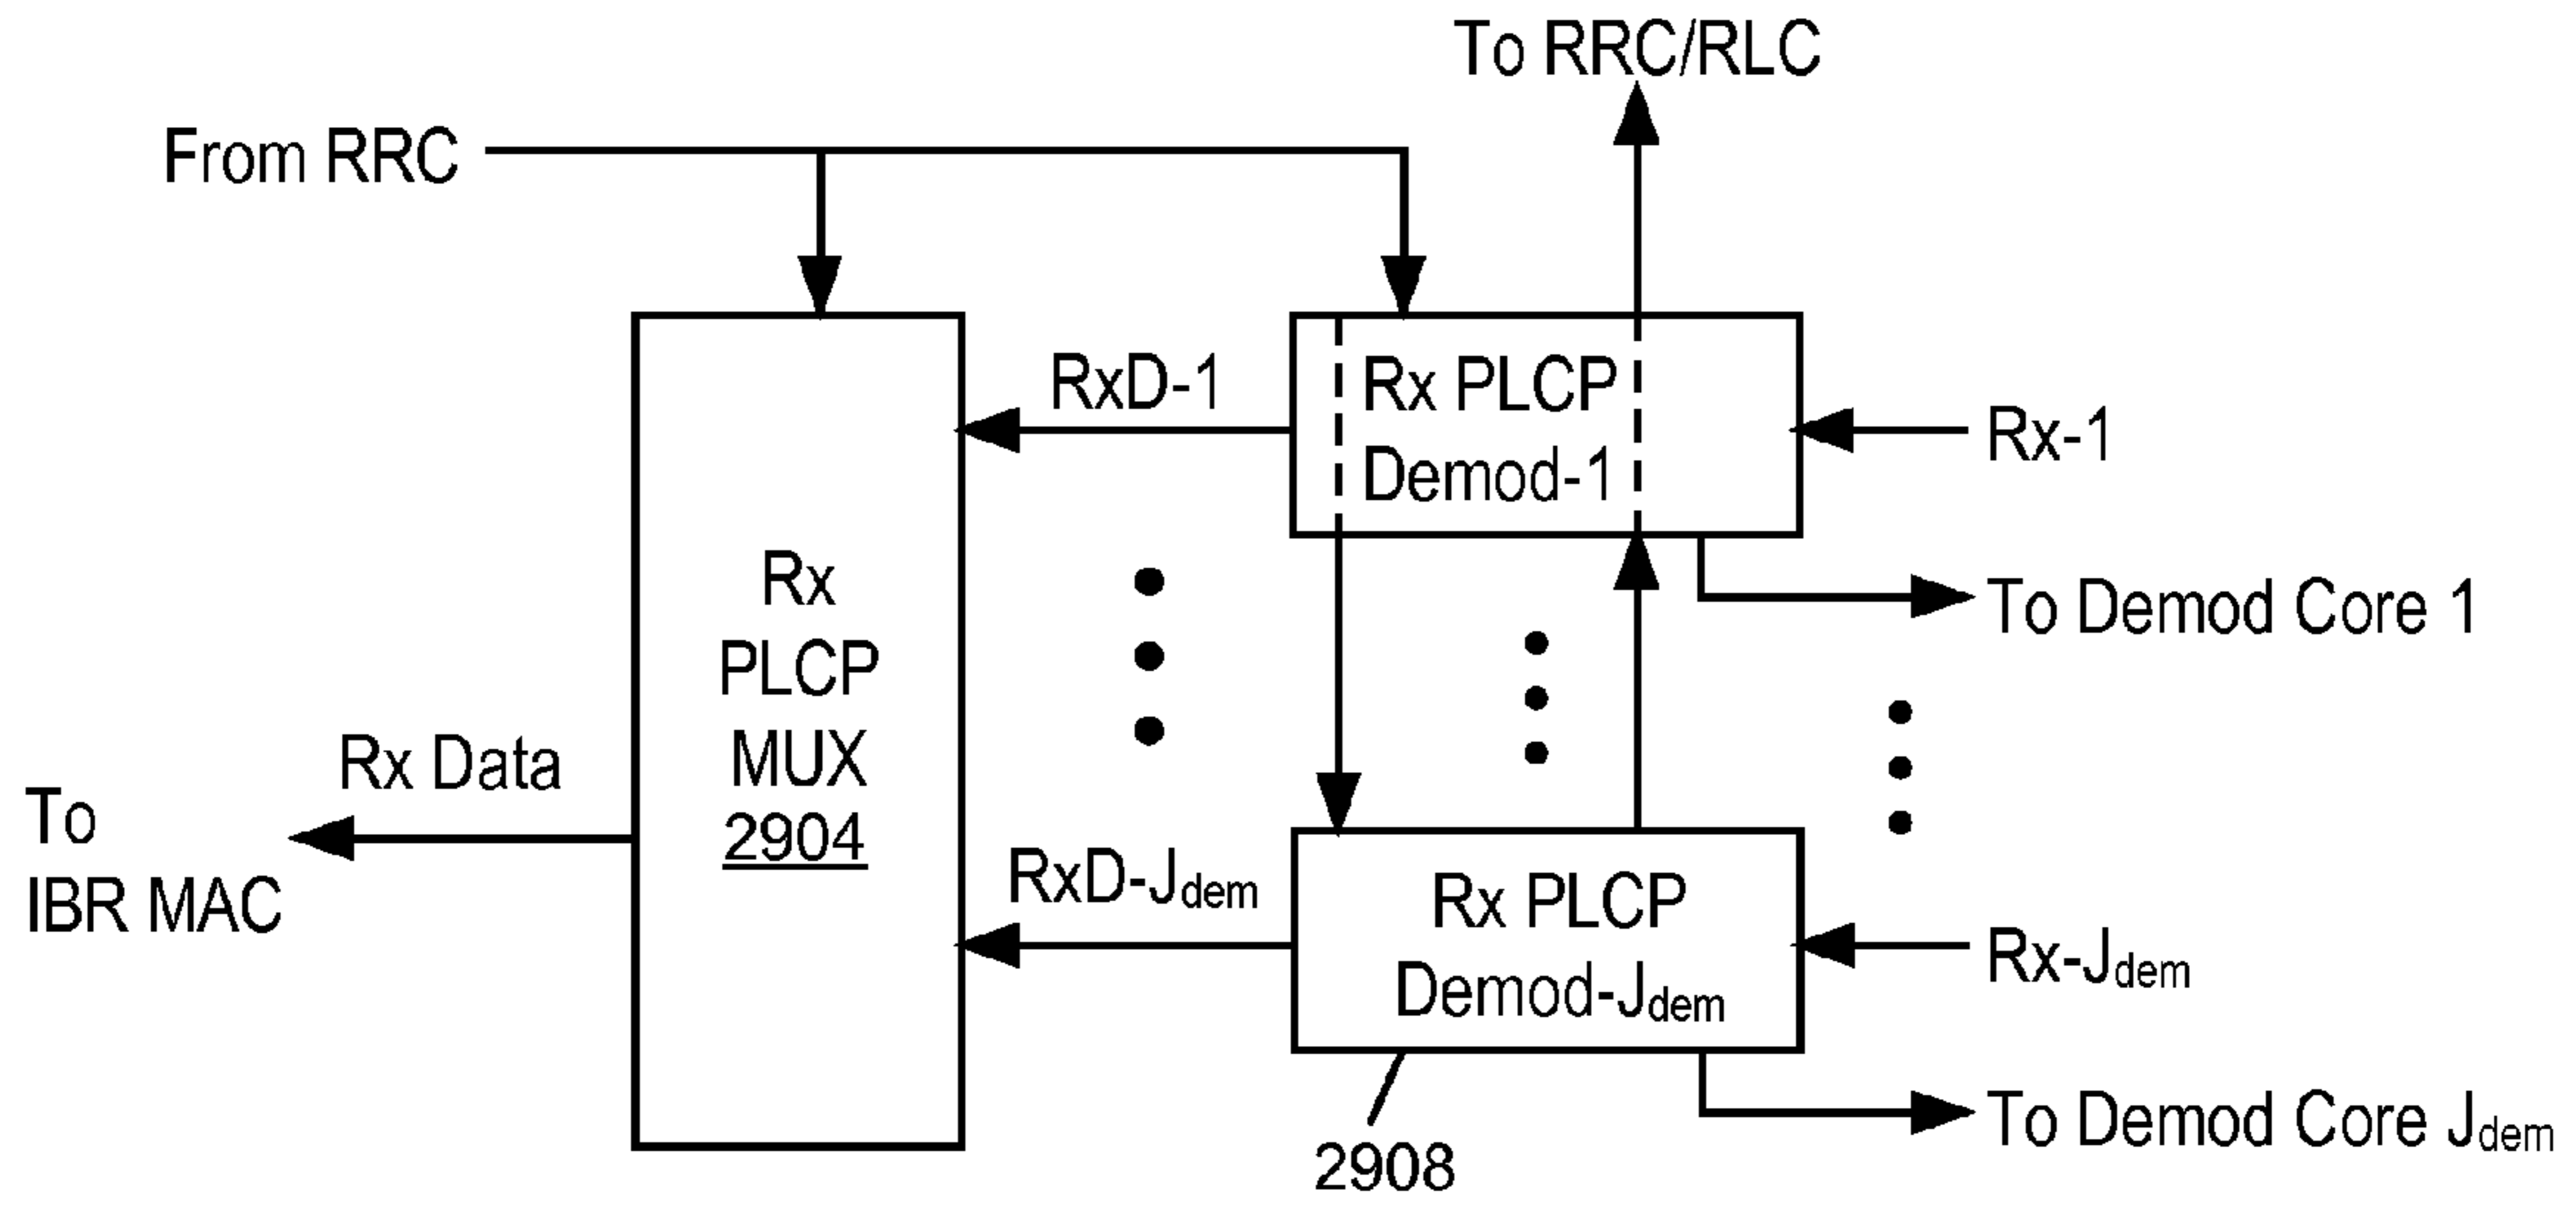 To RRC/RLC
From RRC
RxD-1
Rx PLCP
Demod-1
Rx-1
To Demod Core 1
Rx
PLCP
MUX
2904
Rx Data
To
IBR MAC
RxD-Jdem
Rx PLCP
Demod-Jdem
Rx-Jdem
To Demod Core Jdem
2908